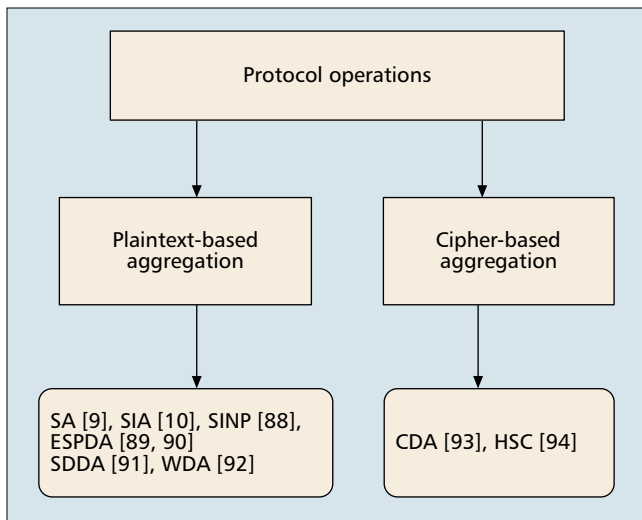 Protocol operations
Plaintext-based
aggregation
Cipher-based
aggregation
SA [9], SIA [10], SINP [88],
ESPDA [89, 90]
SDDA [91], WDA [92]
CDA [93], HSC [94]